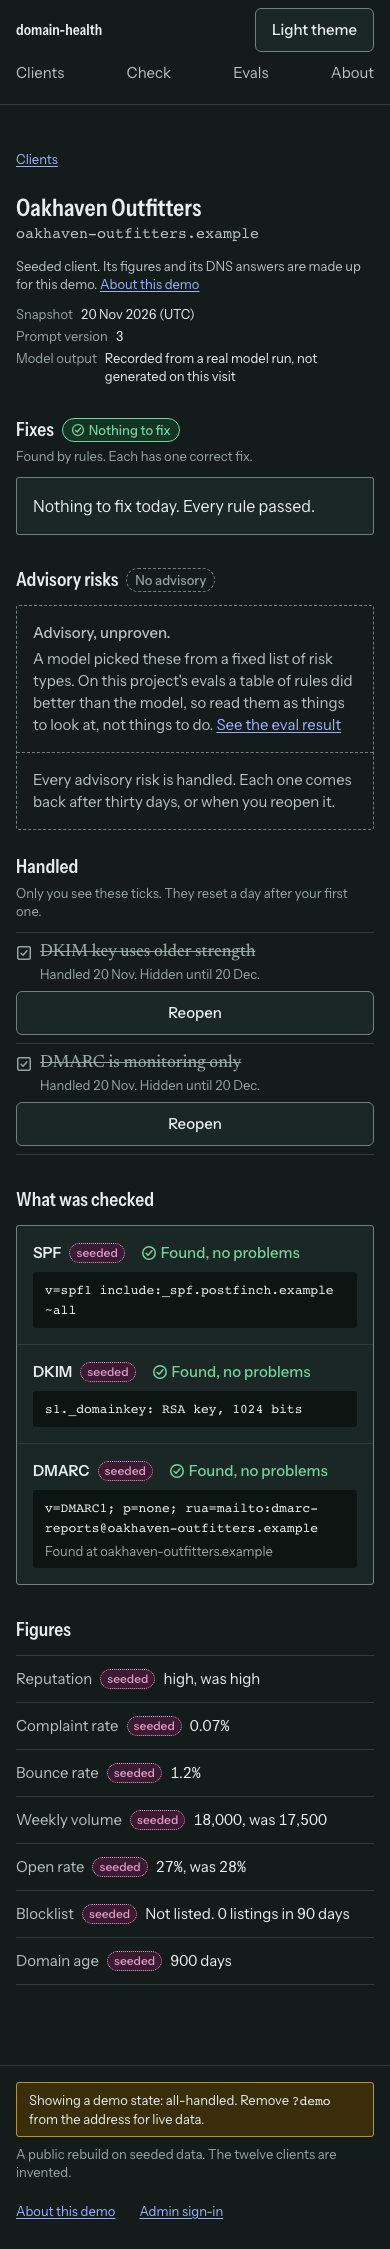 domain-health
Light theme
Clients
Check
Evals
About
Clients
Oakhaven Outfitters
oakhaven-outfitters.example
Seeded client. Its figures and its DNS answers are made up
for this demo. About this demo
Snapshot 20 Nov 2026 (UTC)
Prompt version 3
Model output Recorded from a real model run, not
generated on this visit
Fixes Nothing to fix
Found by rules. Each has one correct fix.
Nothing to fix today. Every rule passed.
Advisory risks No advisory
Advisory, unproven.
A model picked these from a fixed list of risk
types. On this project's evals a table of rules did
better than the model, so read them as things
to look at, not things to do. See the eval result
Every advisory risk is handled. Each one comes
back after thirty days, or when you reopen it.
Handled
Only you see these ticks. They reset a day after your first
one.
DKIM key uses older strength
Handled 20 Nov. Hidden until 20 Dec.
Reopen
DMARC is monitoring only
Handled 20 Nov. Hidden until 20 Dec.
Reopen
What was checked
SPF seeded Found, no problems
v=spf1 include:_spf.postfinch.example
~all
DKIM seeded Found, no problems
s1._domainkey: RSA key, 1024 bits
DMARC seeded Found, no problems
v=DMARC1; p=none; rua=mailto:dmarc-
reports@oakhaven-outfitters.example
Found at oakhaven-outfitters.example
Figures
Reputation seeded high, was high
Complaint rate seeded 0.07%
Bounce rate seeded 1.2%
Weekly volume seeded 18,000, was 17,500
Open rate seeded 27%, was 28%
Blocklist seeded Not listed. 0 listings in 90 days
Domain age seeded 900 days
Showing a demo state: all-handled. Remove ?demo
from the address for live data.
A public rebuild on seeded data. The twelve clients are
invented.
About this demo Admin sign-in